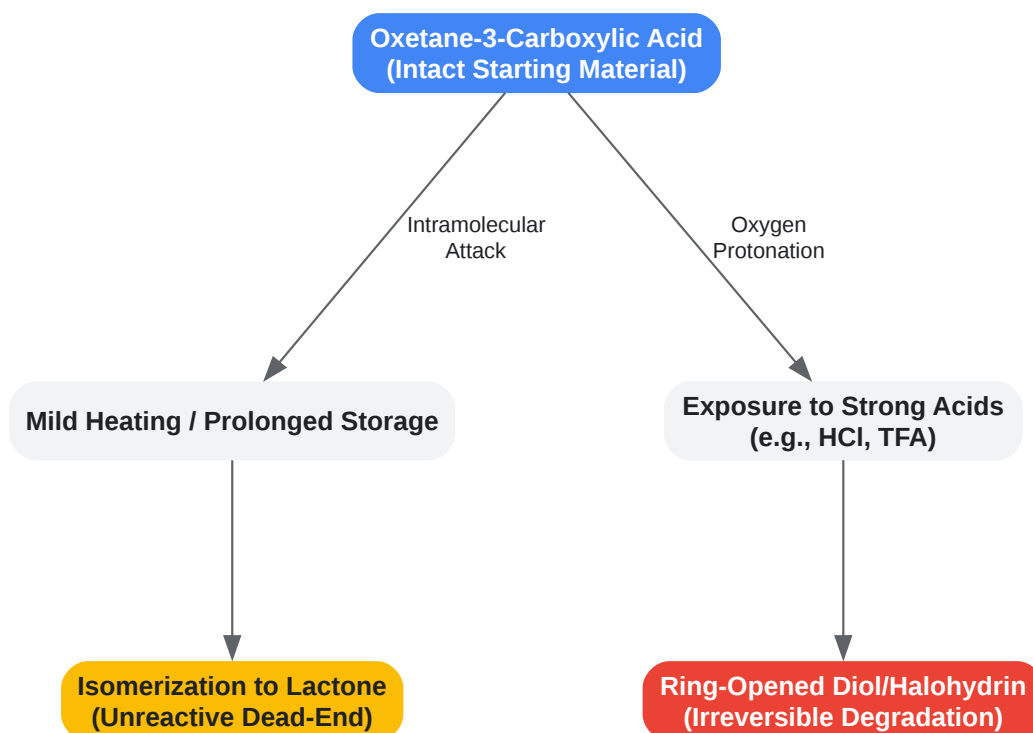 Oxetane-3-Carboxylic Acid
(Intact Starting Material)
Intramolecular
Attack
Oxygen
Protonation
Mild Heating / Prolonged Storage
Exposure to Strong Acids
(e.g., HCl, TFA)
Isomerization to Lactone
(Unreactive Dead-End)
Ring-Opened Diol/Halohydrin
(Irreversible Degradation)